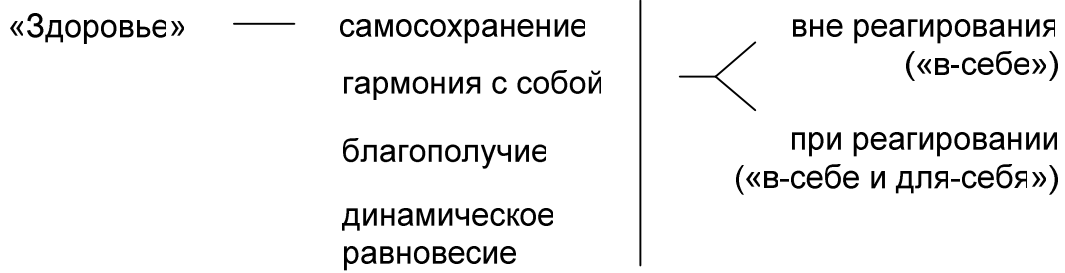 «Здоровье»
самосохранение
гармония с собой
благополучие
динамическое
равновесие
вне реагирования
(«в-себе»)
при реагировании
(«в-себе и для-себя»)